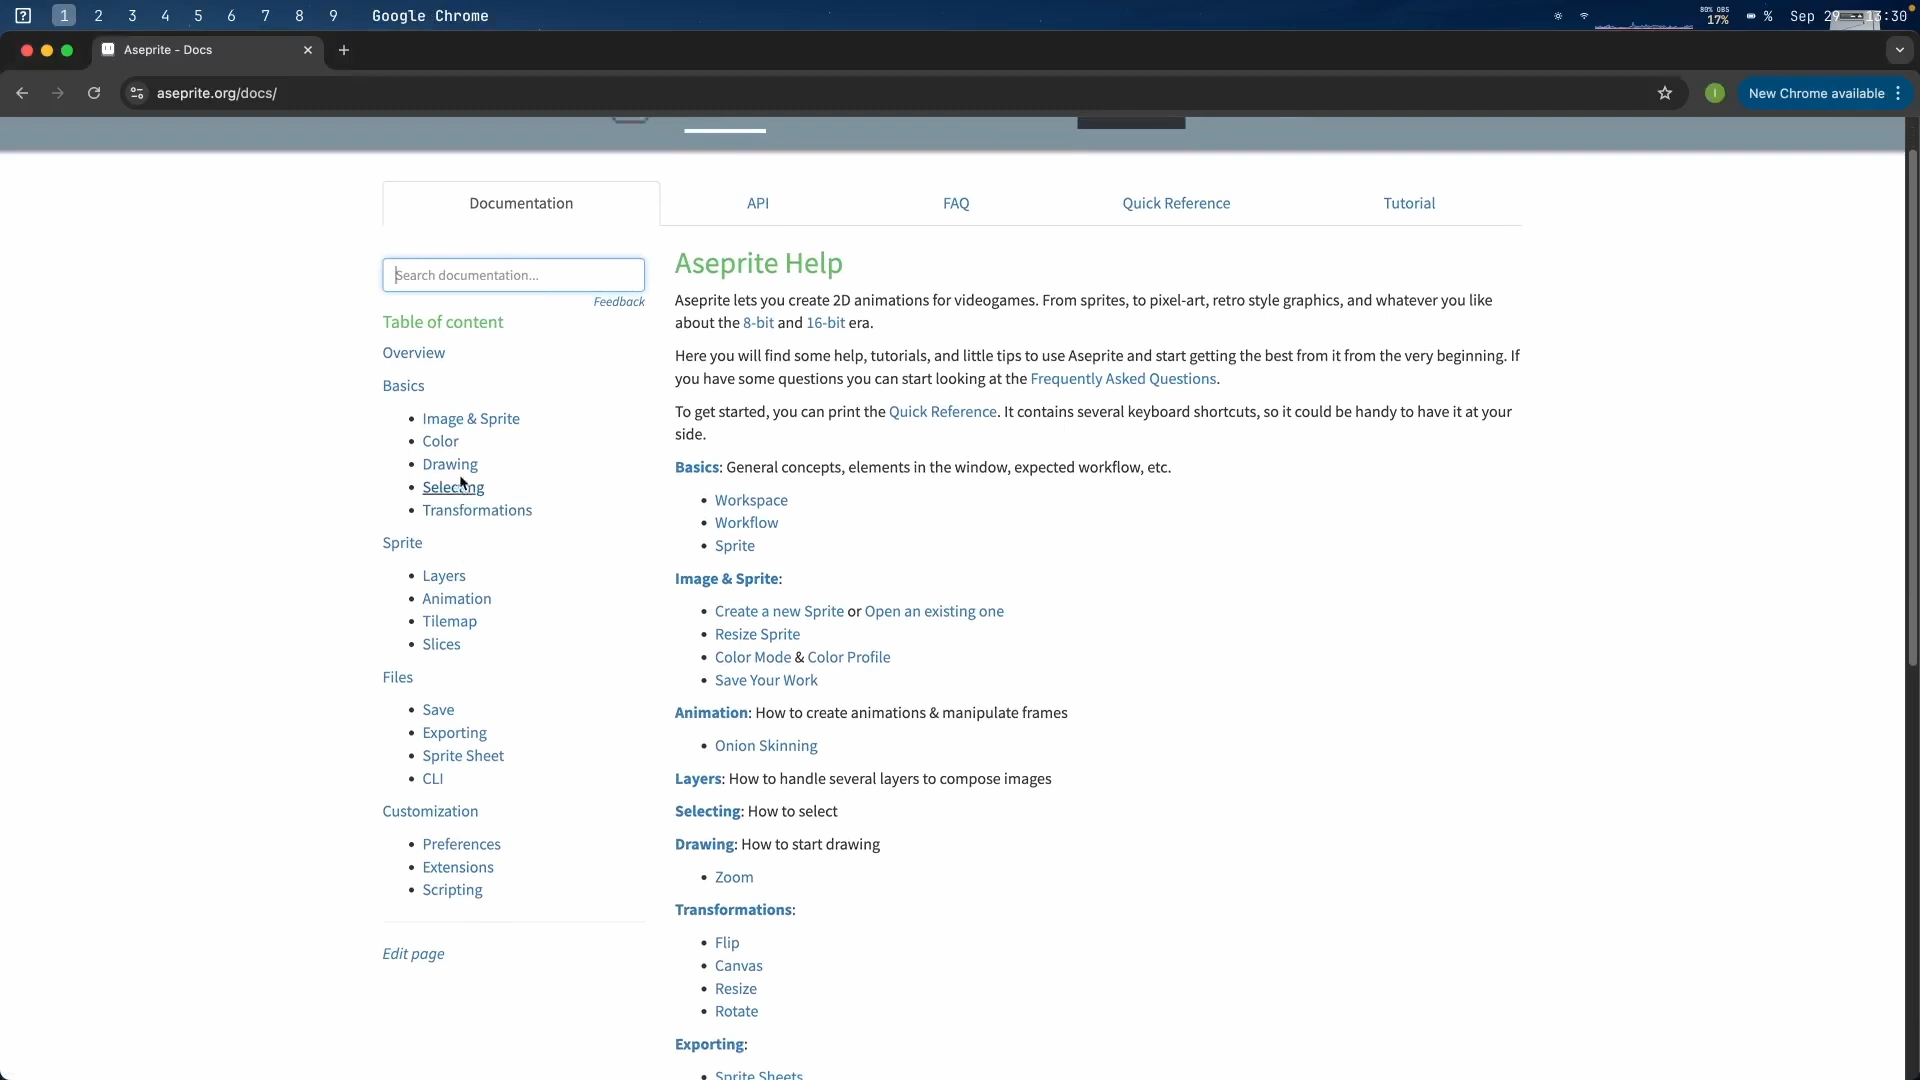 1 2 3 4 5 6 7 8 9 Google Chrome
80% OBS
17%
% Sep 29 13:30
Aseprite - Docs
aseprite.org/docs/
New Chrome available
Documentation
API
FAQ
Quick Reference
Tutorial
Search documentation...
Feedback
Table of content
Overview
Basics
Image & Sprite
Color
Drawing
Selecting
Transformations
Sprite
Layers
Animation
Tilemap
Slices
Files
Save
Exporting
Sprite Sheet
CLI
Customization
Preferences
Extensions
Scripting
Edit page
Aseprite Help
Aseprite lets you create 2D animations for videogames. From sprites, to pixel-art, retro style graphics, and whatever you like
about the 8-bit and 16-bit era.
Here you will find some help, tutorials, and little tips to use Aseprite and start getting the best from it from the very beginning. If
you have some questions you can start looking at the Frequently Asked Questions.
To get started, you can print the Quick Reference. It contains several keyboard shortcuts, so it could be handy to have it at your
side.
Basics: General concepts, elements in the window, expected workflow, etc.
Workspace
Workflow
Sprite
Image & Sprite:
Create a new Sprite or Open an existing one
Resize Sprite
Color Mode & Color Profile
Save Your Work
Animation: How to create animations & manipulate frames
Onion Skinning
Layers: How to handle several layers to compose images
Selecting: How to select
Drawing: How to start drawing
Zoom
Transformations:
Flip
Canvas
Resize
Rotate
Exporting:
Sprite Sheets